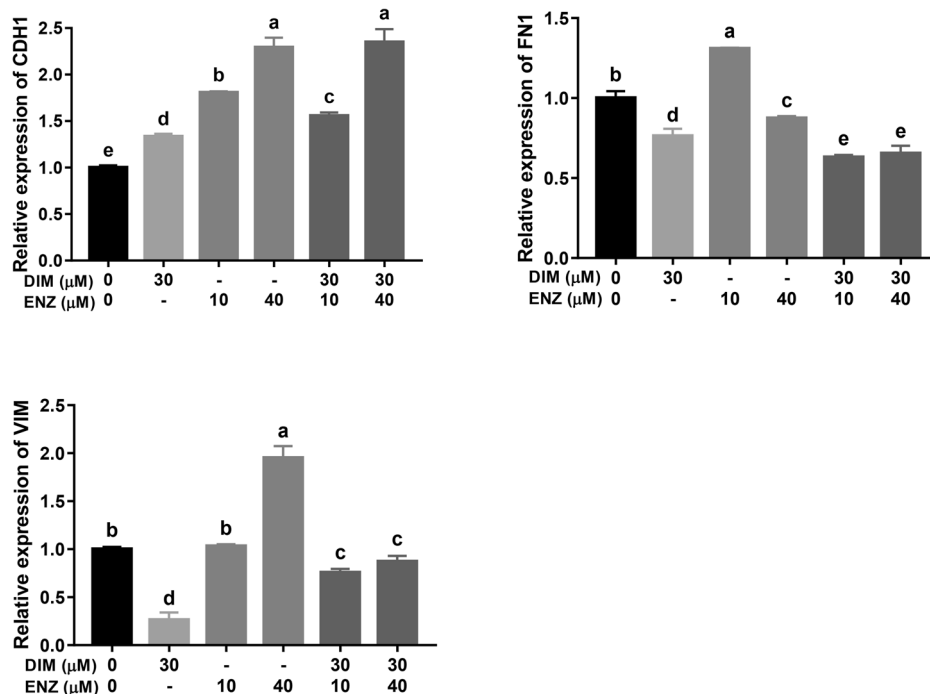 Relative expression of CDH1
2.5
2.0
1.5
1.0
0.5
0.0
e d b a c a
DIM (μM) 0 30 - - 30 30
ENZ (μM) 0 - 10 40 10 40
Relative expression of FN1
1.5
1.0
0.5
0.0
b d a c e e
DIM (μM) 0 30 - - 30 30
ENZ (μM) 0 - 10 40 10 40
Relative expression of VIM
2.5
2.0
1.5
1.0
0.5
0.0
b d b a c c
DIM (μM) 0 30 - - 30 30
ENZ (μM) 0 - 10 40 10 40